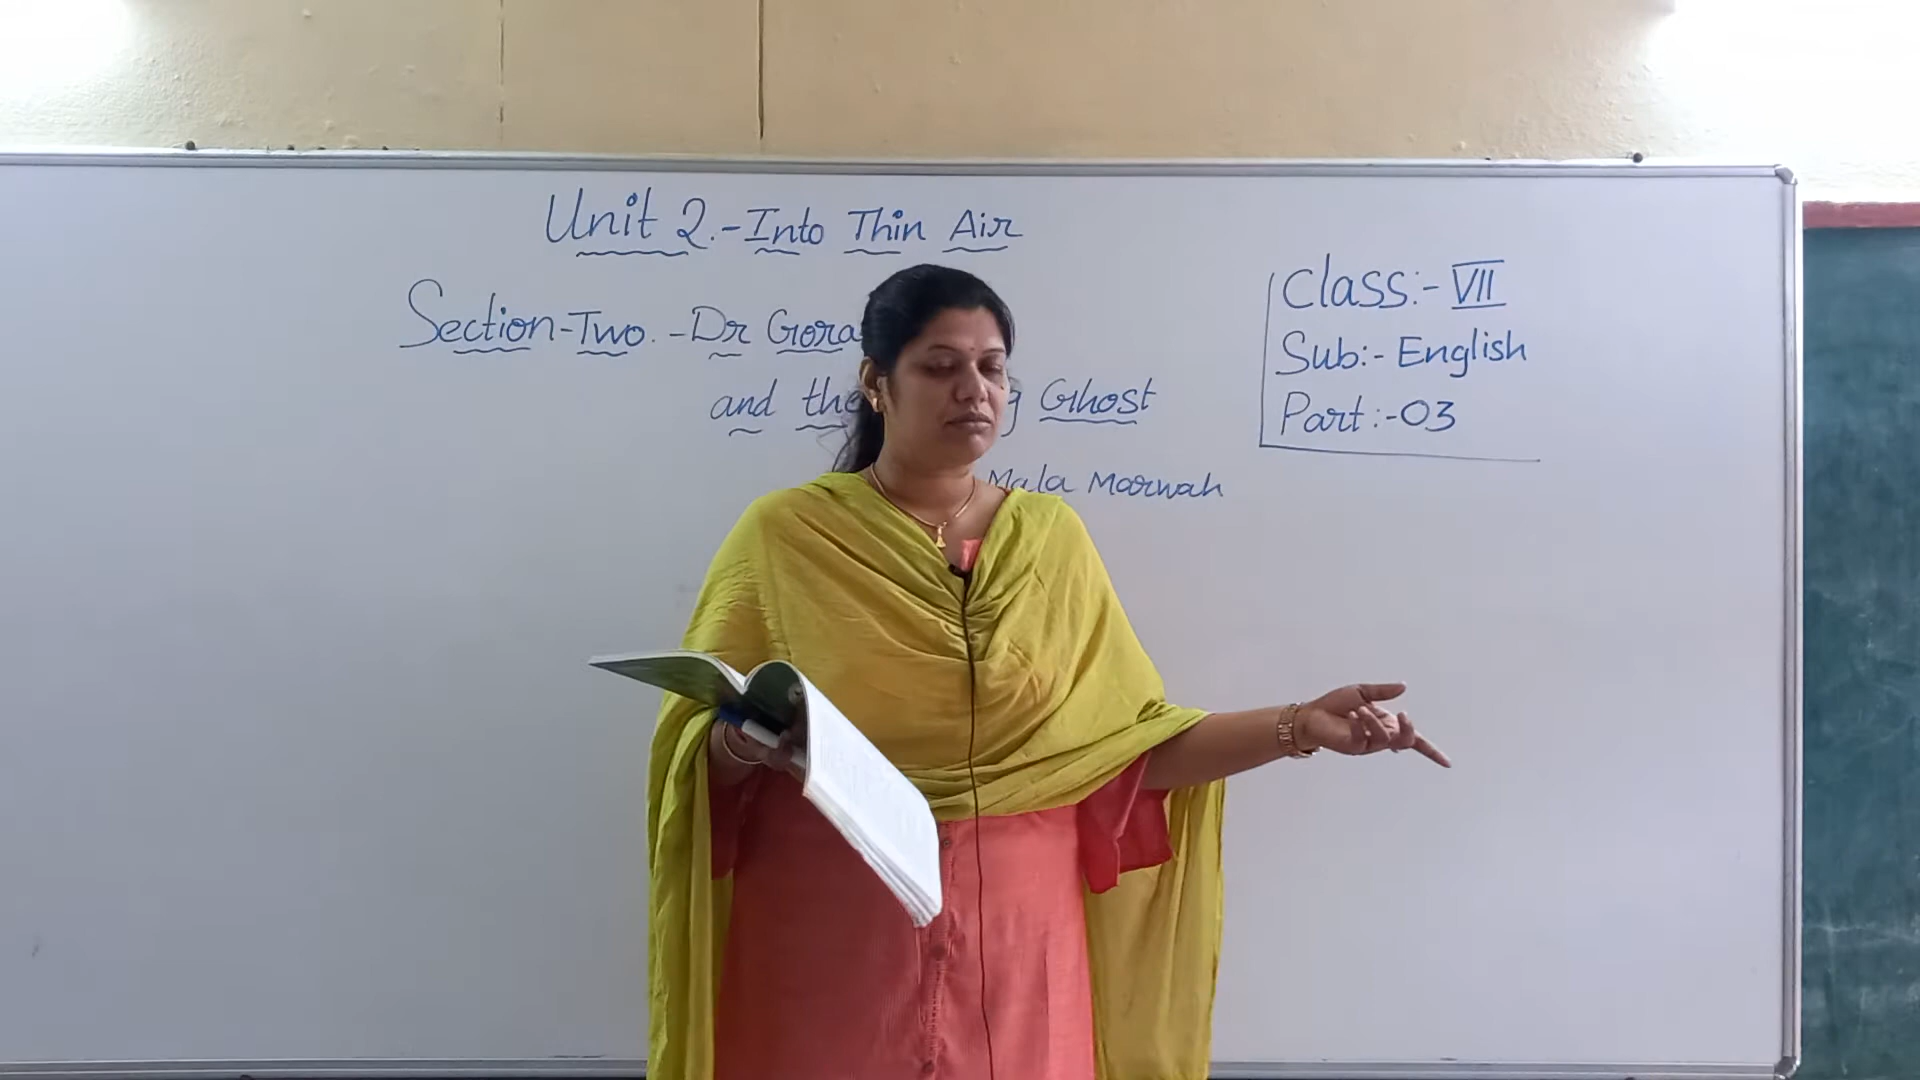 Unit 2.-Into Thin Air
Section-Two.-Dr Gora
and the Ghost
Mala Marwah
Class:- VII
Sub:- English
Part:-03